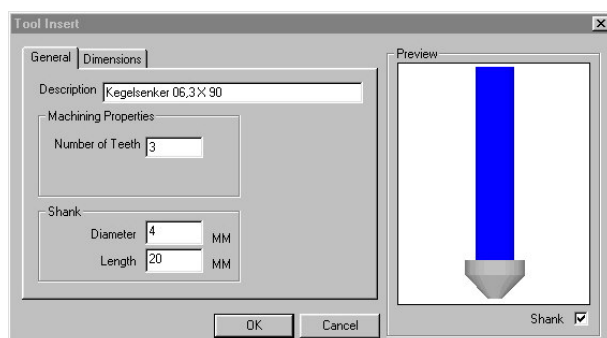 Tool Insert
General
Dimensions
Description Kegelsenker 06,3 X 90
Machining Properties
Number of Teeth 3
Shank
Diameter 4 MM
Length 20 MM
OK
Cancel
Preview
Shank